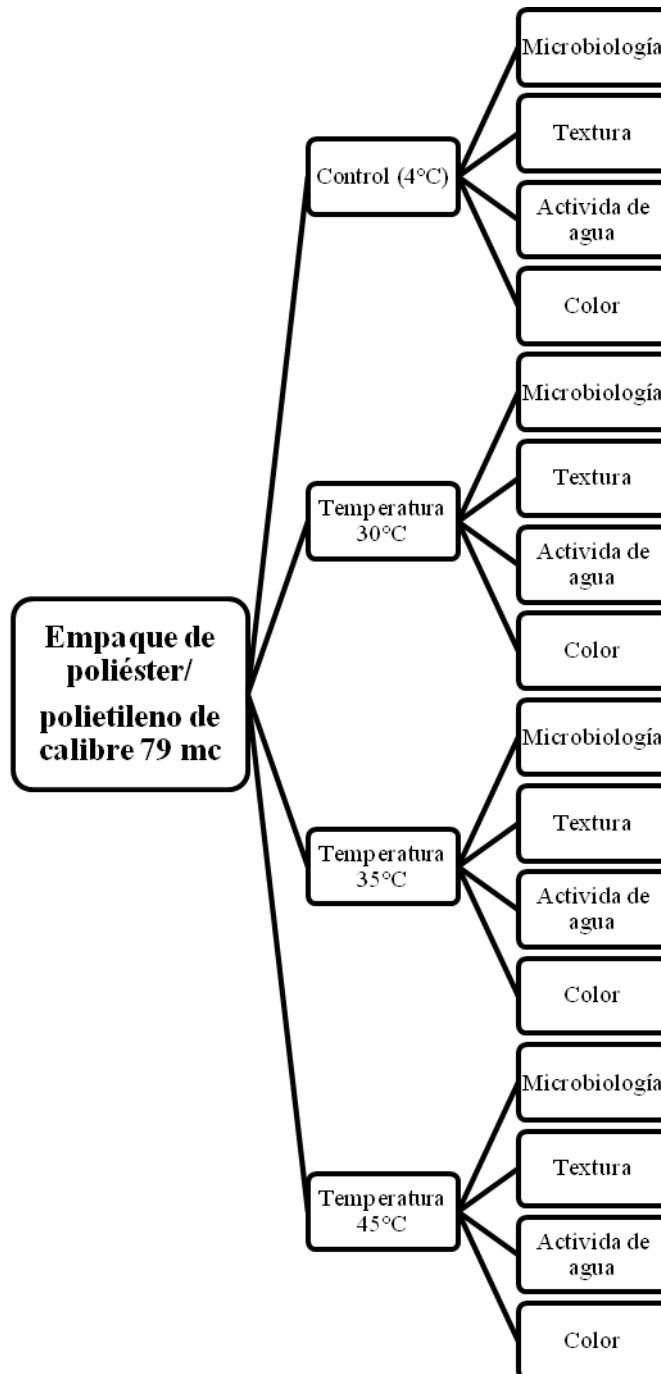 Empaque de
poliéster/
polietileno de
calibre 79 mc
Control (4°C)
Microbiología
Textura
Activida de
agua
Color
Temperatura
30°C
Microbiología
Textura
Activida de
agua
Color
Temperatura
35°C
Microbiología
Textura
Activida de
agua
Color
Temperatura
45°C
Microbiología
Textura
Activida de
agua
Color